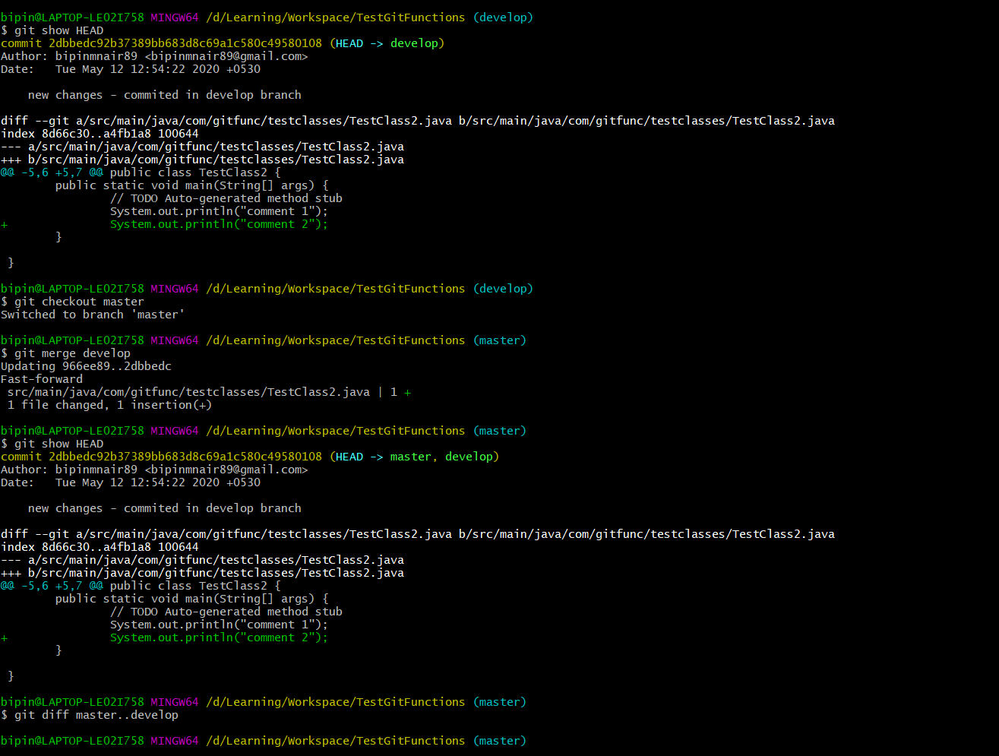 bipin@LAPTOP-LE02I758 MINGW64 /d/Learning/Workspace/TestGitFunctions (develop)
$ git show HEAD
commit 2dbbedc92b37389bb683d8c69a1c580c49580108 (HEAD -> develop)
Author: bipinmnair89 <bipinmnair89@gmail.com>
Date:   Tue May 12 12:54:22 2020 +0530
    new changes - commited in develop branch
diff --git a/src/main/java/com/gitfunc/testclasses/TestClass2.java b/src/main/java/com/gitfunc/testclasses/TestClass2.java
index 8d66c30..a4fb1a8 100644
--- a/src/main/java/com/gitfunc/testclasses/TestClass2.java
+++ b/src/main/java/com/gitfunc/testclasses/TestClass2.java
@@ -5,6 +5,7 @@ public class TestClass2 {
        public static void main(String[] args) {
                // TODO Auto-generated method stub
                System.out.println("comment 1");
+               System.out.println("comment 2");
        }
 }
bipin@LAPTOP-LE02I758 MINGW64 /d/Learning/Workspace/TestGitFunctions (develop)
$ git checkout master
Switched to branch 'master'
bipin@LAPTOP-LE02I758 MINGW64 /d/Learning/Workspace/TestGitFunctions (master)
$ git merge develop
Updating 966ee89..2dbbedc
Fast-forward
 src/main/java/com/gitfunc/testclasses/TestClass2.java | 1 +
 1 file changed, 1 insertion(+)
bipin@LAPTOP-LE02I758 MINGW64 /d/Learning/Workspace/TestGitFunctions (master)
$ git show HEAD
commit 2dbbedc92b37389bb683d8c69a1c580c49580108 (HEAD -> master, develop)
Author: bipinmnair89 <bipinmnair89@gmail.com>
Date:   Tue May 12 12:54:22 2020 +0530
    new changes - commited in develop branch
diff --git a/src/main/java/com/gitfunc/testclasses/TestClass2.java b/src/main/java/com/gitfunc/testclasses/TestClass2.java
index 8d66c30..a4fb1a8 100644
--- a/src/main/java/com/gitfunc/testclasses/TestClass2.java
+++ b/src/main/java/com/gitfunc/testclasses/TestClass2.java
@@ -5,6 +5,7 @@ public class TestClass2 {
        public static void main(String[] args) {
                // TODO Auto-generated method stub
                System.out.println("comment 1");
+               System.out.println("comment 2");
        }
 }
bipin@LAPTOP-LE02I758 MINGW64 /d/Learning/Workspace/TestGitFunctions (master)
$ git diff master..develop
bipin@LAPTOP-LE02I758 MINGW64 /d/Learning/Workspace/TestGitFunctions (master)